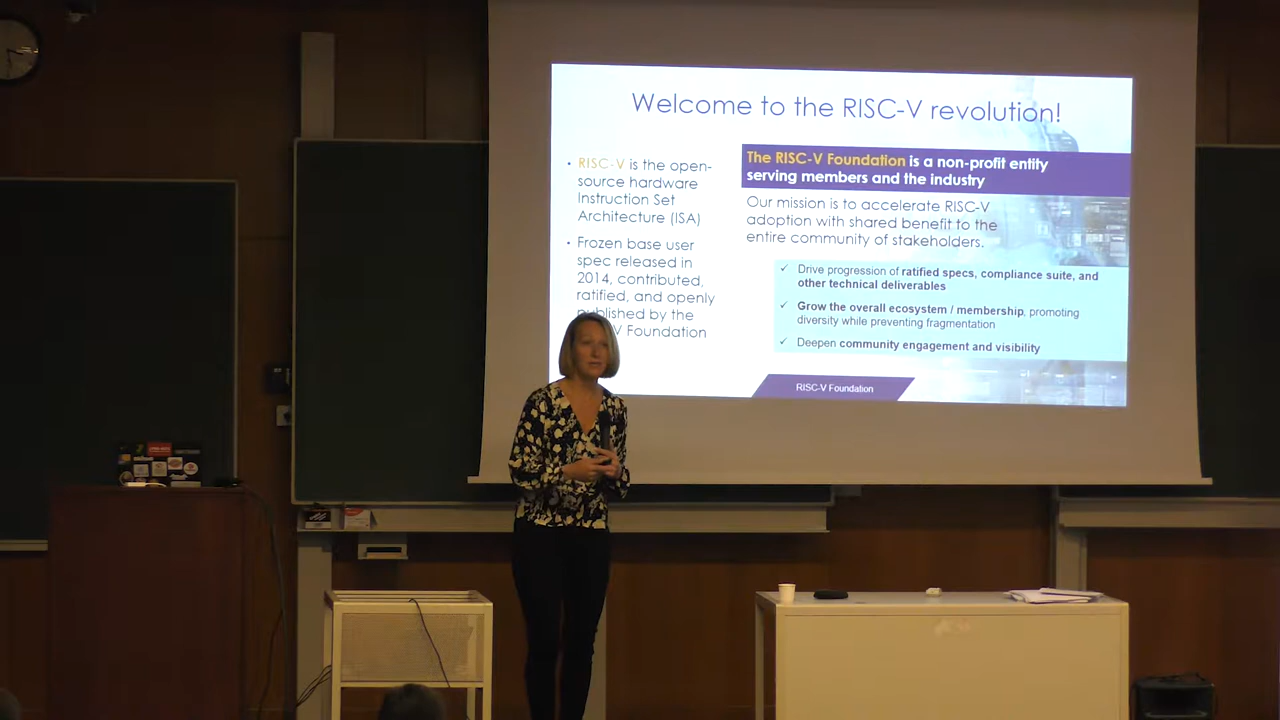 Welcome to the RISC-V revolution!
• RISC-V is the open-
source hardware
Instruction Set
Architecture (ISA)
• Frozen base user
spec released in
2014, contributed,
ratified, and openly
published by the
V Foundation
The RISC-V Foundation is a non-profit entity
serving members and the industry
Our mission is to accelerate RISC-V
adoption with shared benefit to the
entire community of stakeholders.
✓ Drive progression of ratified specs, compliance suite, and
other technical deliverables
✓ Grow the overall ecosystem / membership, promoting
diversity while preventing fragmentation
✓ Deepen community engagement and visibility
RISC-V Foundation